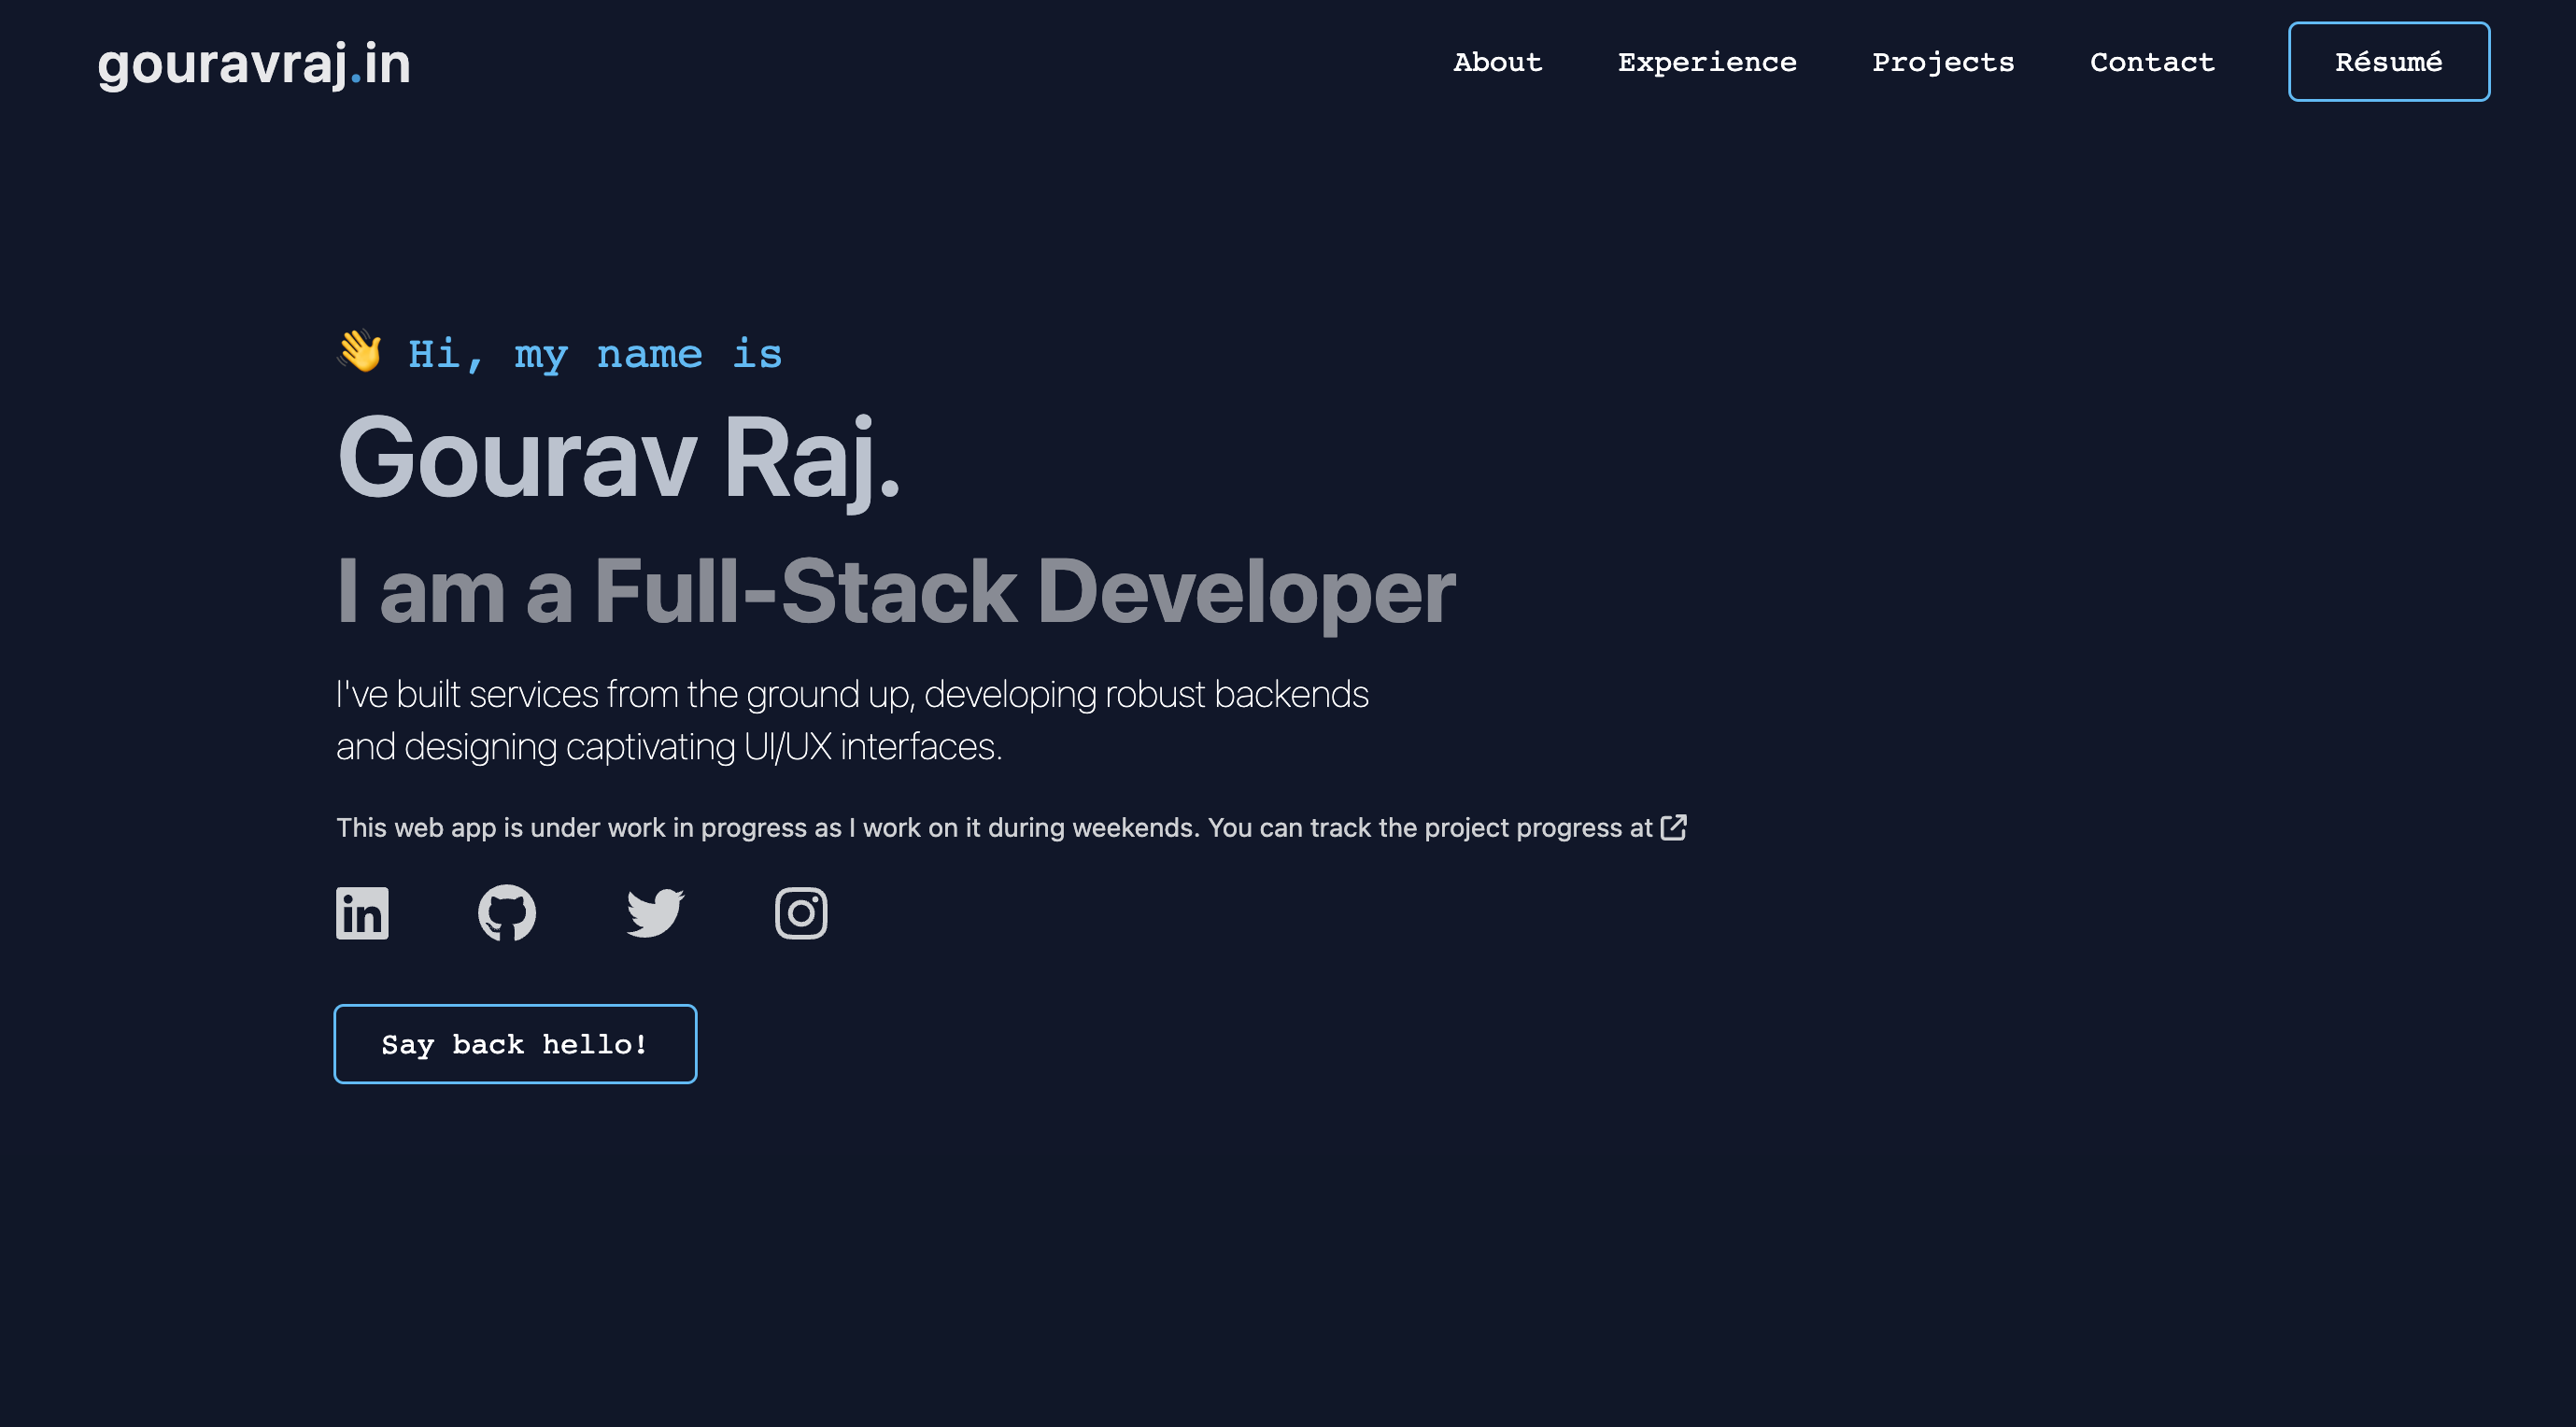 gouravraj.in
About Experience Projects Contact Résumé
👋 Hi, my name is
Gourav Raj.
I am a Full-Stack Developer
I've built services from the ground up, developing robust backends
and designing captivating UI/UX interfaces.
This web app is under work in progress as I work on it during weekends. You can track the project progress at
in
Say back hello!